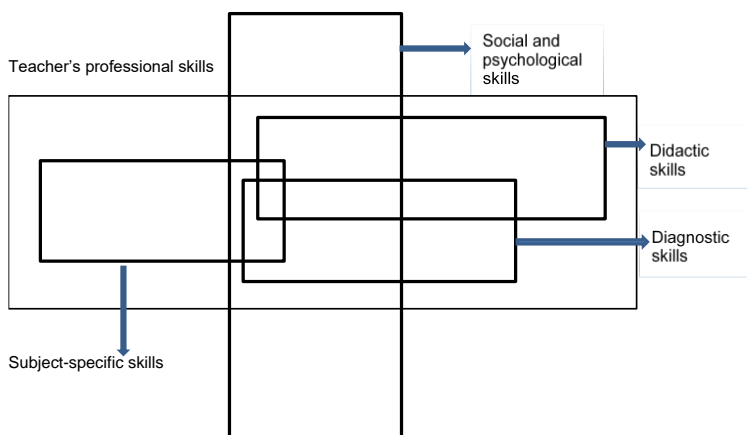 Social and
psychological
skills
Teacher's professional skills
Didactic
skills
Diagnostic
skills
Subject-specific skills